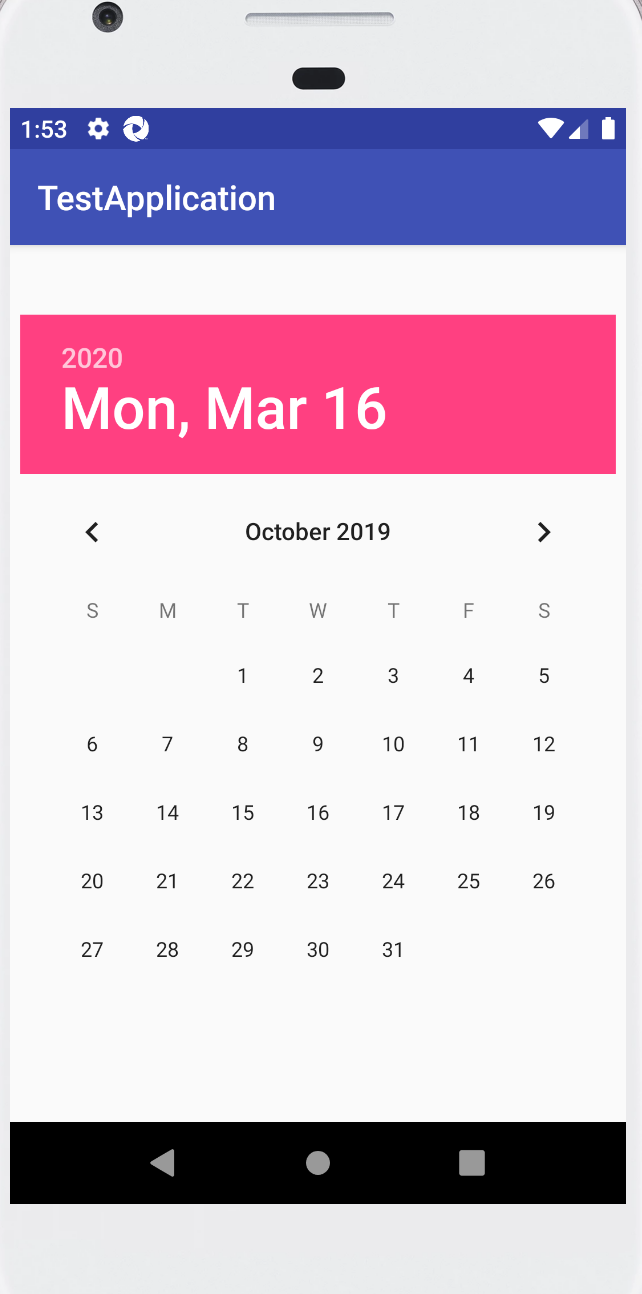 1:53
TestApplication
2020
Mon, Mar 16
October 2019
S M T W T F S
1 2 3 4 5
6 7 8 9 10 11 12
13 14 15 16 17 18 19
20 21 22 23 24 25 26
27 28 29 30 31